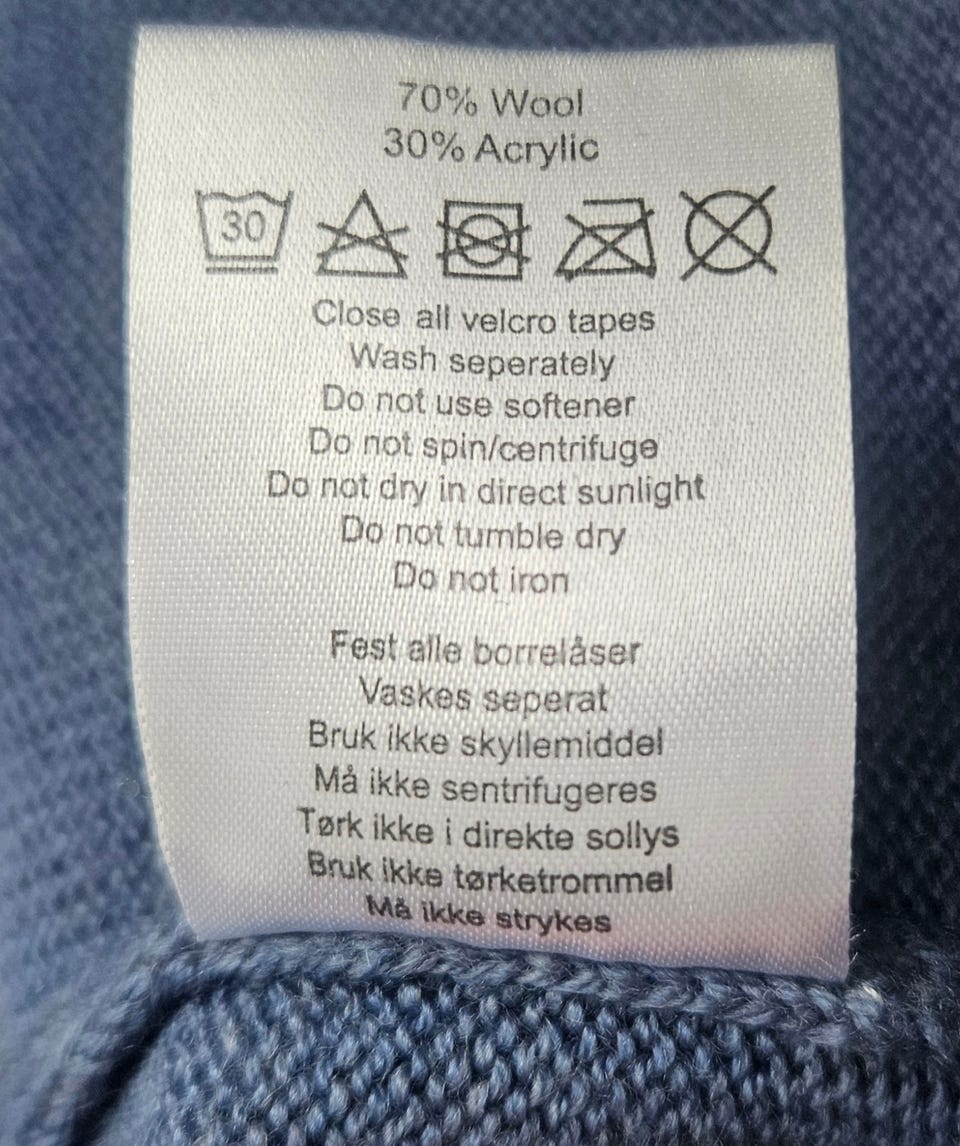 70% Wool
30% Acrylic
30
Close all velcro tapes
Wash seperately
Do not use softener
Do not spin/centrifuge
Do not dry in direct sunlight
Do not tumble dry
Do not iron
Fest alle borrelåser
Vaskes seperat
Bruk ikke skyllemiddel
Må ikke sentrifugeres
Tørk ikke i direkte sollys
Bruk ikke tørketrommel
Må ikke strykes